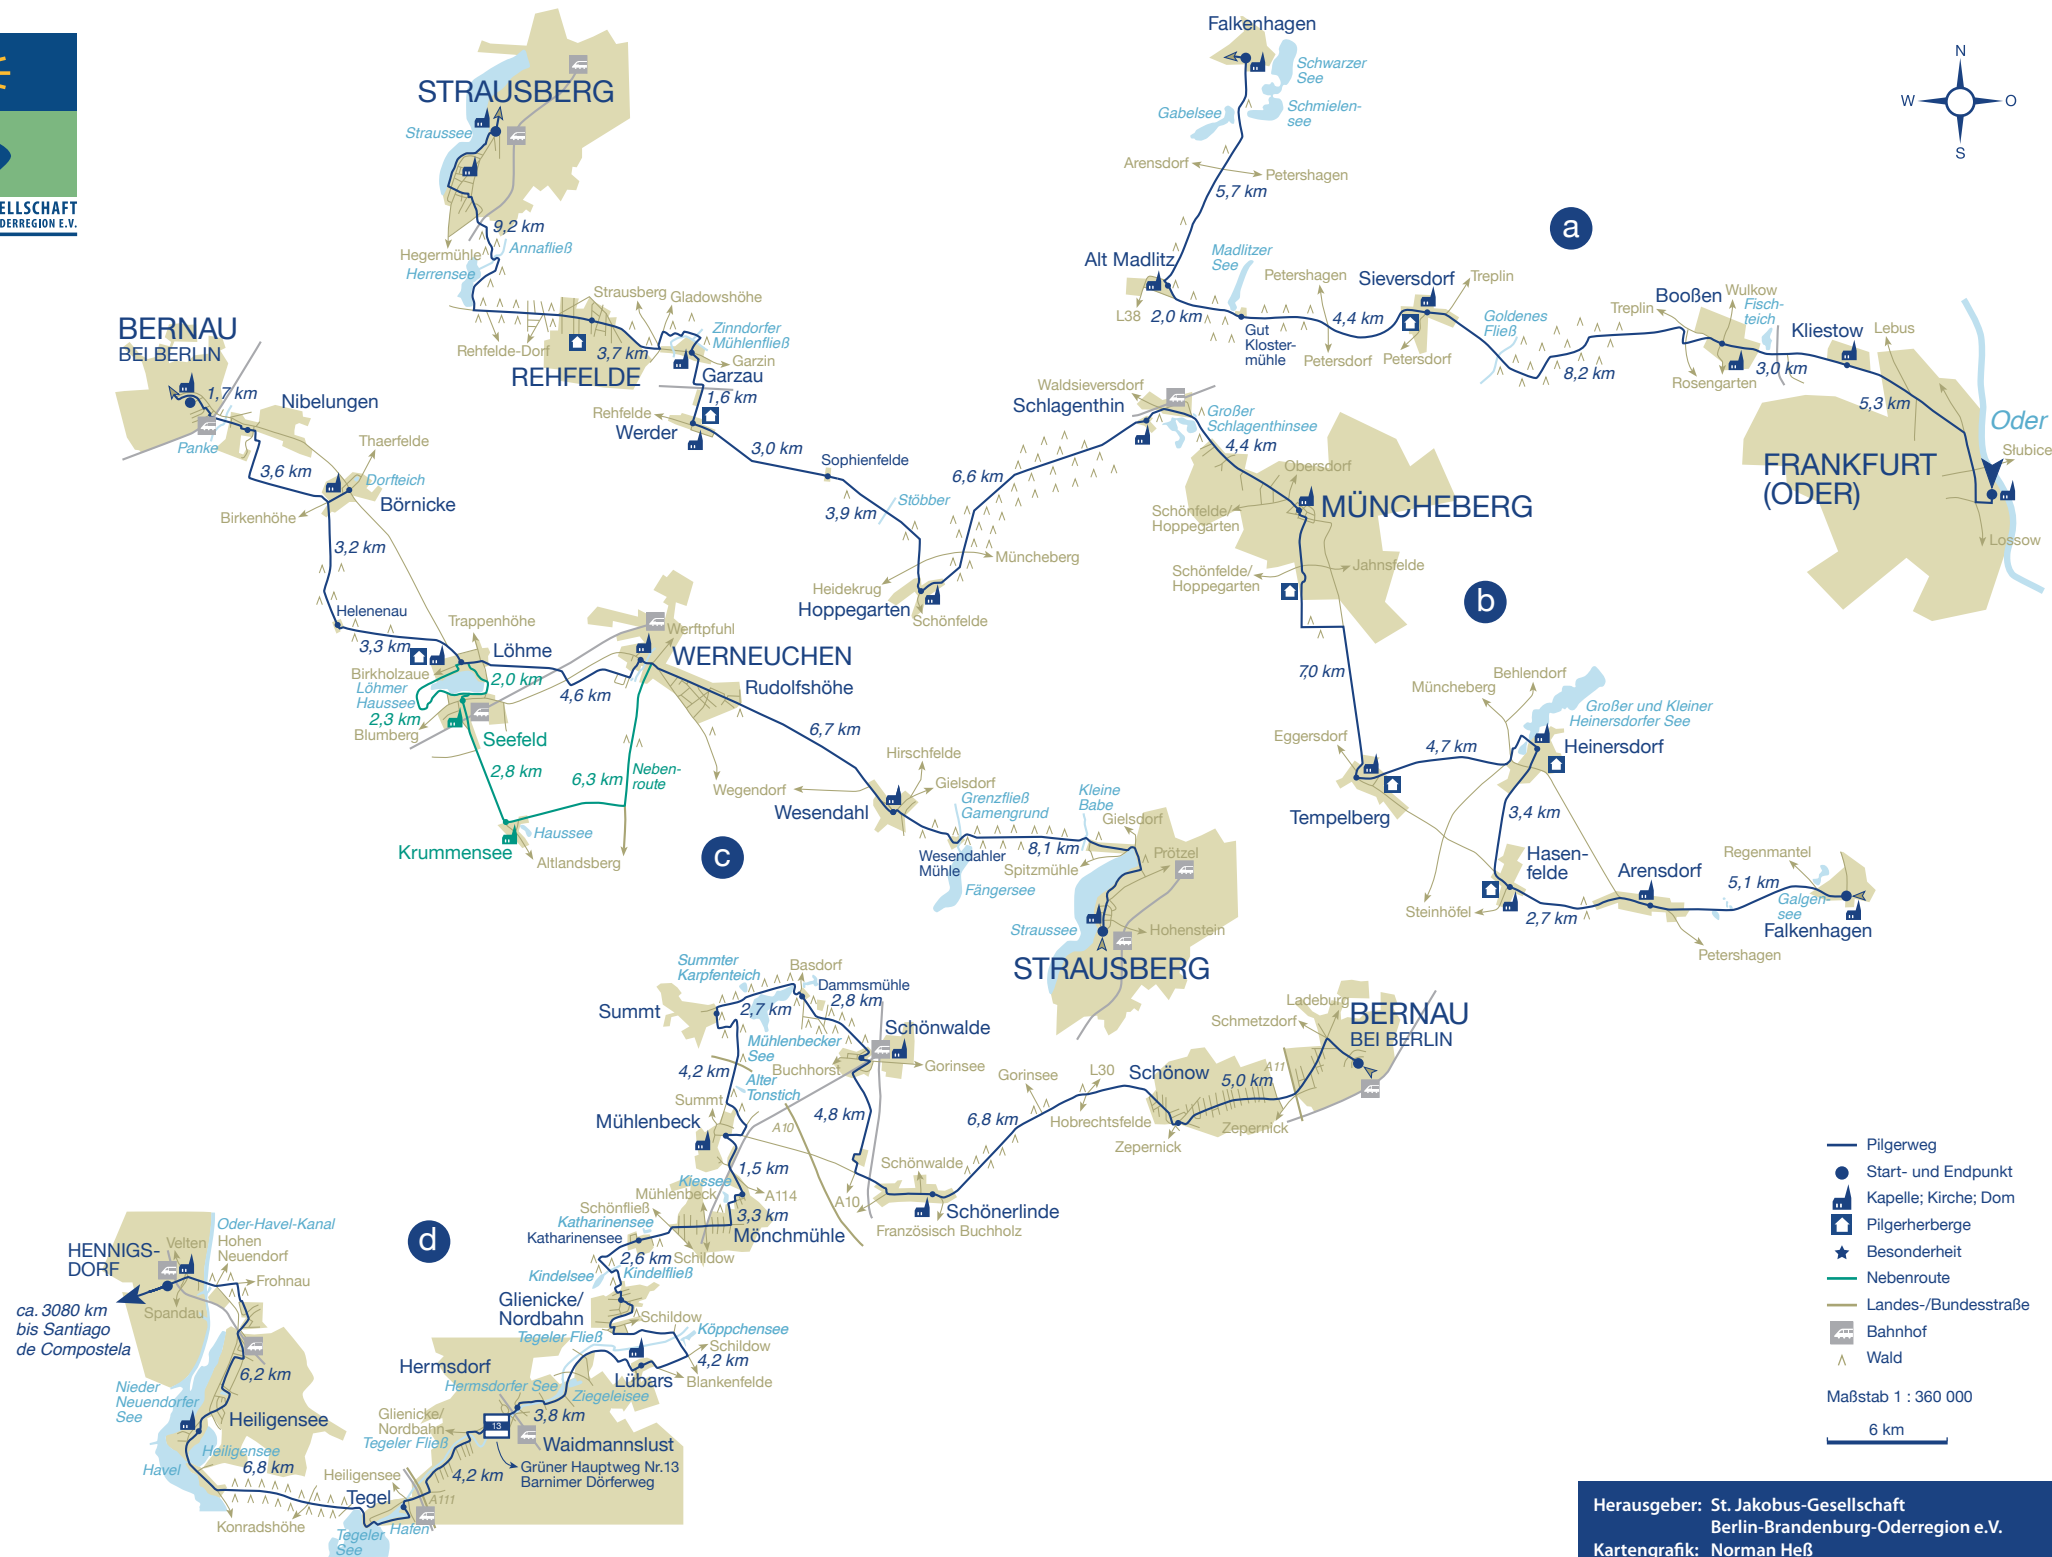 ELLSCHAFT
DERREGION E.V.
STRAUSBERG
Straussee
9,2 km
Annafließ
Hegermühle
Herrensee
Strausberg
Gladowshöhe
Zinndorfer
Mühlenfließ
Rehfelde-Dorf
3,7 km
Garzin
REHFELDE
Garzau
1,6 km
Rehfelde
Werder
3,0 km
Sophienfelde
3,9 km
Stöbber
6,6 km
Müncheberg
Heidekrug
Hoppegarten
Schönfelde
Waldsieversdorf
Schlagenthin
Großer
Schlagenthinsee
4,4 km
Obersdorf
MÜNCHEBERG
Schönfelde/
Hoppegarten
Falkenhagen
Schwarzer
See
Schmielen-
see
Gabelsee
Arensdorf
Petershagen
5,7 km
Alt Madlitz
Madlitzer
See
L38
2,0 km
Gut
Kloster-
mühle
Petershagen
Sieversdorf
Treplin
4,4 km
Petersdorf
Petersdorf
Goldenes
Fließ
8,2 km
Treplin
Booßen
Wulkow
Fisch-
teich
Rosengarten
3,0 km
Kliestow
Lebus
5,3 km
Oder
Słubice
FRANKFURT
(ODER)
Lossow
N
W
O
S
a
b
Schönfelde/
Hoppegarten
Jahnsfelde
7,0 km
Eggersdorf
Tempelberg
4,7 km
Müncheberg
Behlendorf
Großer und Kleiner
Heinersdorfer See
Heinersdorf
3,4 km
Hasen-
felde
Steinhöfel
2,7 km
Arensdorf
Petershagen
5,1 km
Regenmantel
Galgen-
see
Falkenhagen
BERNAU
BEI BERLIN
1,7 km
Nibelungen
Panke
3,6 km
Thaerfelde
Dorfteich
Börnicke
Birkenhöhe
3,2 km
Helenenau
3,3 km
Trappenhöhe
Löhme
Birkholzaue
Löhmer
Haussee
2,0 km
2,3 km
Blumberg
Seefeld
2,8 km
6,3 km
Neben-
route
Krummensee
Haussee
Altlandsberg
4,6 km
Werftpfuhl
WERNEUCHEN
Rudolfshöhe
6,7 km
Wegendorf
Hirschfelde
Gielsdorf
Wesendahl
Grenzfließ
Gamengrund
Kleine
Babe
Wesendahler
Mühle
Fängersee
8,1 km
Gielsdorf
Spitzmühle
Prötzel
Straussee
Hohenstein
STRAUSBERG
c
Summter
Karpfenteich
Basdorf
Dammsmühle
Summt
2,7 km
2,8 km
Mühlenbecker
See
Schönwalde
Buchhorst
Gorinsee
4,2 km
Alter
Tonstich
Summt
Mühlenbeck
A10
4,8 km
1,5 km
A114
Kiessee
Mühlenbeck
3,3 km
Mönchmühle
Schönwalde
A10
Schönerlinde
Französisch Buchholz
6,8 km
Gorinsee
L30
Hobrechtsfelde
Schönow
Zepernick
5,0 km
A11
Zepernick
Schmetzdorf
Ladeburg
BERNAU
BEI BERLIN
Schönfließ
Katharinensee
Katharinensee
Schildow
2,6 km
Kindelsee
Kindelfließ
Glienicke/
Nordbahn
Schildow
Tegeler Fließ
Köppchensee
Schildow
4,2 km
Blankenfelde
Lübars
Hermsdorf
Hermsdorfer See
Ziegeleisee
3,8 km
Glienicke/
Nordbahn
Tegeler Fließ
13
Waidmannslust
Grüner Hauptweg Nr.13
Barnimer Dörferweg
4,2 km
Heiligensee
Tegel
A111
Hafen
Tegeler
See
Konradshöhe
6,8 km
Havel
Heiligensee
Heiligensee
Nieder
Neuendorfer
See
6,2 km
Oder-Havel-Kanal
Hohen
Neuendorf
Frohnau
Velten
HENNIGS-
DORF
Spandau
ca. 3080 km
bis Santiago
de Compostela
d
Pilgerweg
Start- und Endpunkt
Kapelle; Kirche; Dom
Pilgerherberge
Besonderheit
Nebenroute
Landes-/Bundesstraße
Bahnhof
Wald
Maßstab 1 : 360 000
6 km
Herausgeber: St. Jakobus-Gesellschaft
Berlin-Brandenburg-Oderregion e.V.
Kartengrafik: Norman Heß